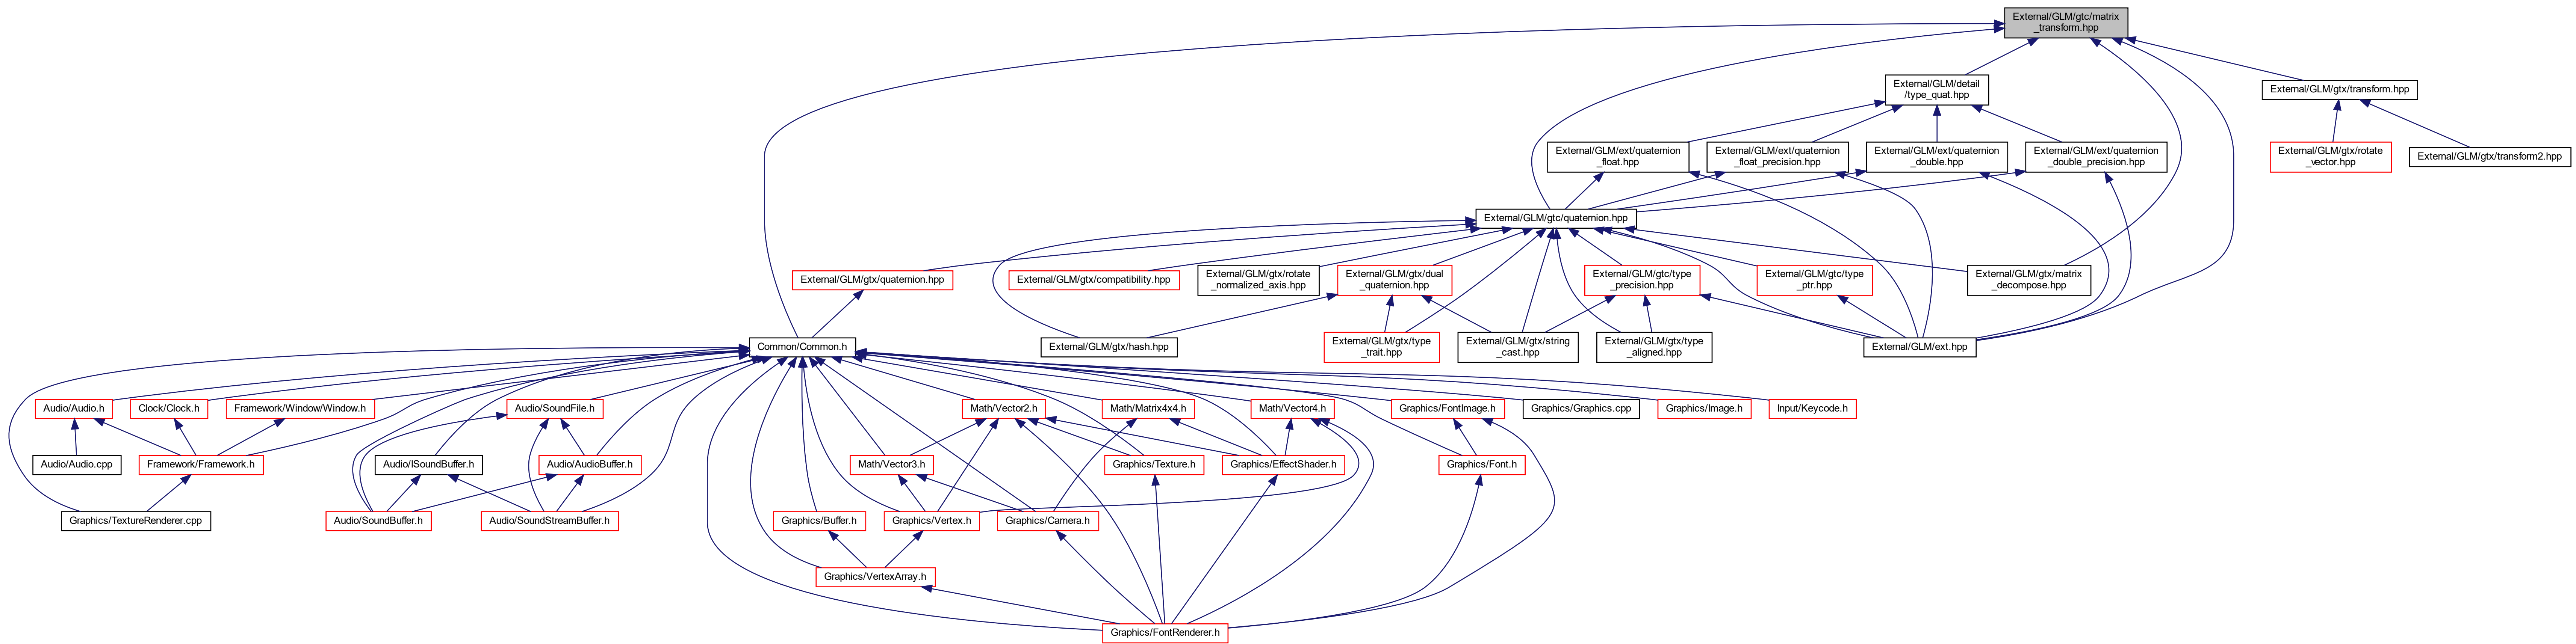 External/GLM/gtc/matrix
_transform.hpp
External/GLM/detail
/type_quat.hpp
External/GLM/gtx/transform.hpp
External/GLM/ext/quaternion
_float.hpp
External/GLM/ext/quaternion
_float_precision.hpp
External/GLM/ext/quaternion
_double.hpp
External/GLM/ext/quaternion
_double_precision.hpp
External/GLM/gtx/rotate
_vector.hpp
External/GLM/gtx/transform2.hpp
External/GLM/gtc/quaternion.hpp
External/GLM/gtx/quaternion.hpp
External/GLM/gtx/compatibility.hpp
External/GLM/gtx/rotate
_normalized_axis.hpp
External/GLM/gtx/dual
_quaternion.hpp
External/GLM/gtc/type
_precision.hpp
External/GLM/gtc/type
_ptr.hpp
External/GLM/gtx/matrix
_decompose.hpp
Common/Common.h
External/GLM/gtx/hash.hpp
External/GLM/gtx/type
_trait.hpp
External/GLM/gtx/string
_cast.hpp
External/GLM/gtx/type
_aligned.hpp
External/GLM/ext.hpp
Audio/Audio.h
Clock/Clock.h
Framework/Window/Window.h
Audio/SoundFile.h
Math/Vector2.h
Math/Matrix4x4.h
Math/Vector4.h
Graphics/FontImage.h
Graphics/Graphics.cpp
Graphics/Image.h
Input/Keycode.h
Audio/Audio.cpp
Framework/Framework.h
Audio/ISoundBuffer.h
Audio/AudioBuffer.h
Math/Vector3.h
Graphics/Texture.h
Graphics/EffectShader.h
Graphics/Font.h
Graphics/TextureRenderer.cpp
Audio/SoundBuffer.h
Audio/SoundStreamBuffer.h
Graphics/Buffer.h
Graphics/Vertex.h
Graphics/Camera.h
Graphics/VertexArray.h
Graphics/FontRenderer.h